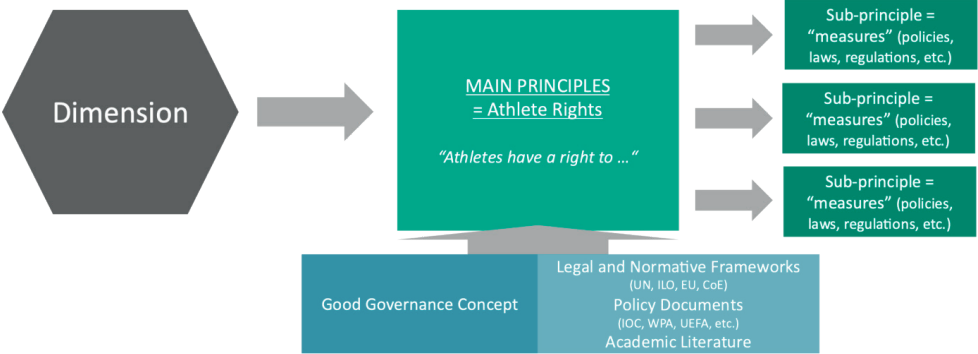 Dimension
MAIN PRINCIPLES
= Athlete Rights
“Athletes have a right to …“
Sub-principle =
“measures” (policies,
laws, regulations, etc.)
Sub-principle =
“measures” (policies,
laws, regulations, etc.)
Sub-principle =
“measures” (policies,
laws, regulations, etc.)
Good Governance Concept
Legal and Normative Frameworks
(UN, ILO, EU, CoE)
Policy Documents
(IOC, WPA, UEFA, etc.)
Academic Literature